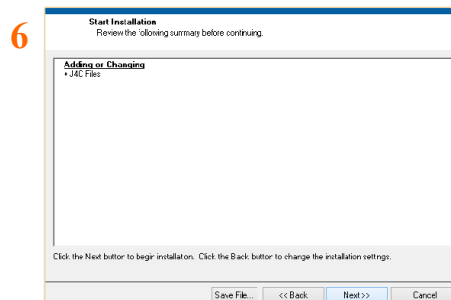 6
Start Installation
Review the following summary before continuing.
Adding or Changing
• J4C Files
Click the Next button to begin installation. Click the Back button to change the installation settings.
Save File... << Back Next >> Cancel